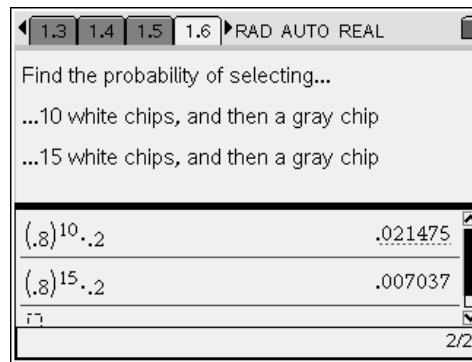 1.3 1.4 1.5 1.6 RAD AUTO REAL
Find the probability of selecting...
...10 white chips, and then a gray chip
...15 white chips, and then a gray chip
(.8)¹⁰·.2 .021475
(.8)¹⁵·.2 .007037
2/2